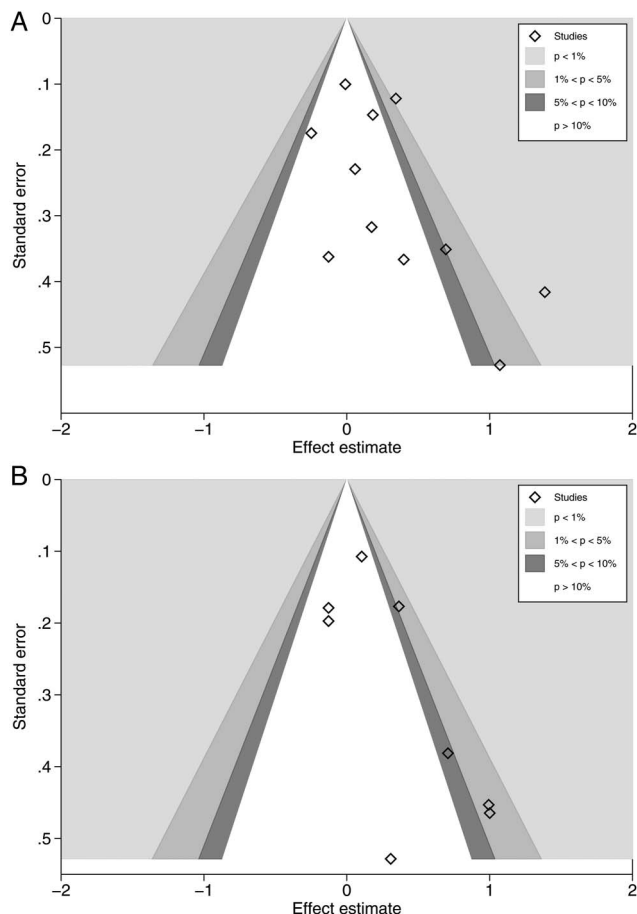 A
0
.1
.2
.3
.4
.5
Standard error
Studies
p < 1%
1% < p < 5%
5% < p < 10%
p > 10%
−2
−1
0
1
2
Effect estimate
B
0
.1
.2
.3
.4
.5
Standard error
Studies
p < 1%
1% < p < 5%
5% < p < 10%
p > 10%
−2
−1
0
1
2
Effect estimate